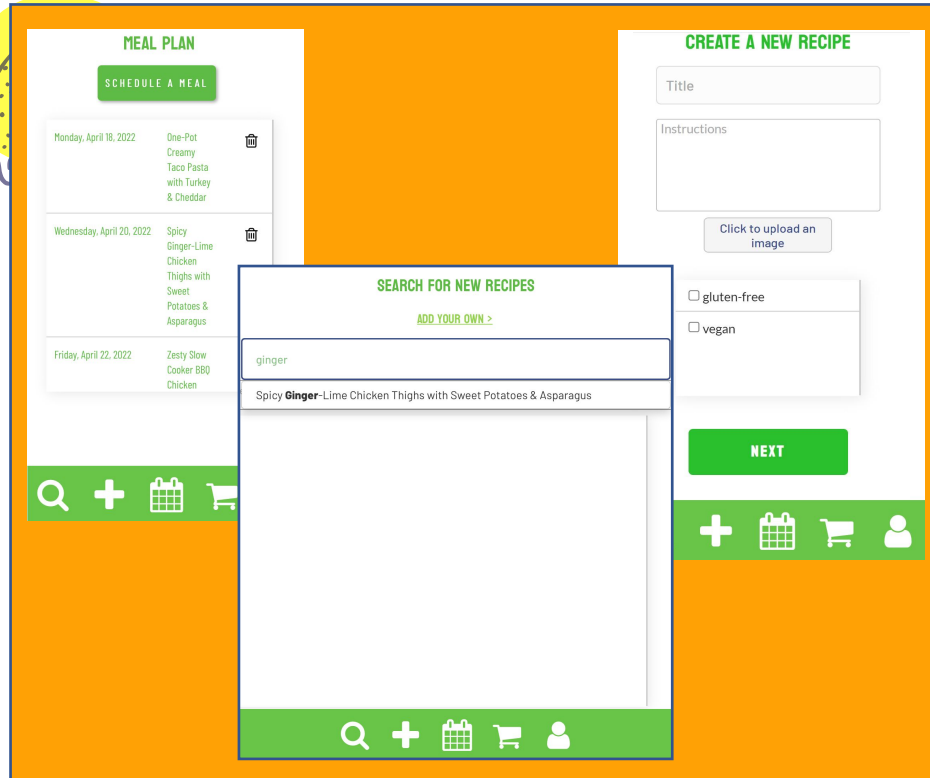 MEAL PLAN
SCHEDULE A MEAL
Monday, April 18, 2022
One-Pot
Creamy
Taco Pasta
with Turkey
& Cheddar
Wednesday, April 20, 2022
Spicy
Ginger-Lime
Chicken
Thighs with
Sweet
Potatoes &
Asparagus
Friday, April 22, 2022
Zesty Slow
Cooker BBQ
Chicken
SEARCH FOR NEW RECIPES
ADD YOUR OWN >
ginger
Spicy Ginger-Lime Chicken Thighs with Sweet Potatoes & Asparagus
CREATE A NEW RECIPE
Title
Instructions
Click to upload an
image
gluten-free
vegan
NEXT